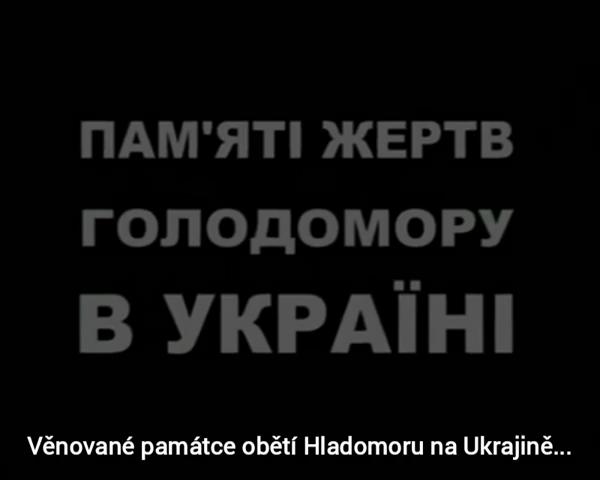 ПАМ'ЯТІ ЖЕРТВ
ГОЛОДОМОРУ
В УКРАЇНІ
Věnované památce obětí Hladomoru na Ukrajině...